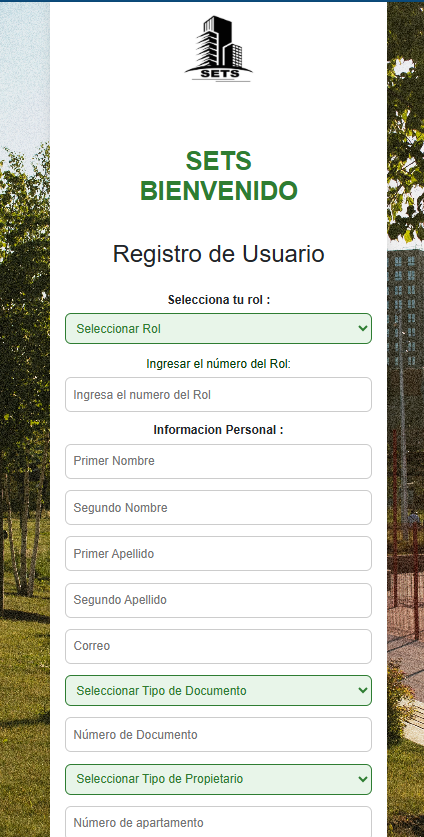 SETS
SETS
BIENVENIDO
Registro de Usuario
Selecciona tu rol :
Seleccionar Rol
Ingresar el número del Rol:
Ingresa el numero del Rol
Informacion Personal :
Primer Nombre
Segundo Nombre
Primer Apellido
Segundo Apellido
Correo
Seleccionar Tipo de Documento
Número de Documento
Seleccionar Tipo de Propietario
Número de apartamento